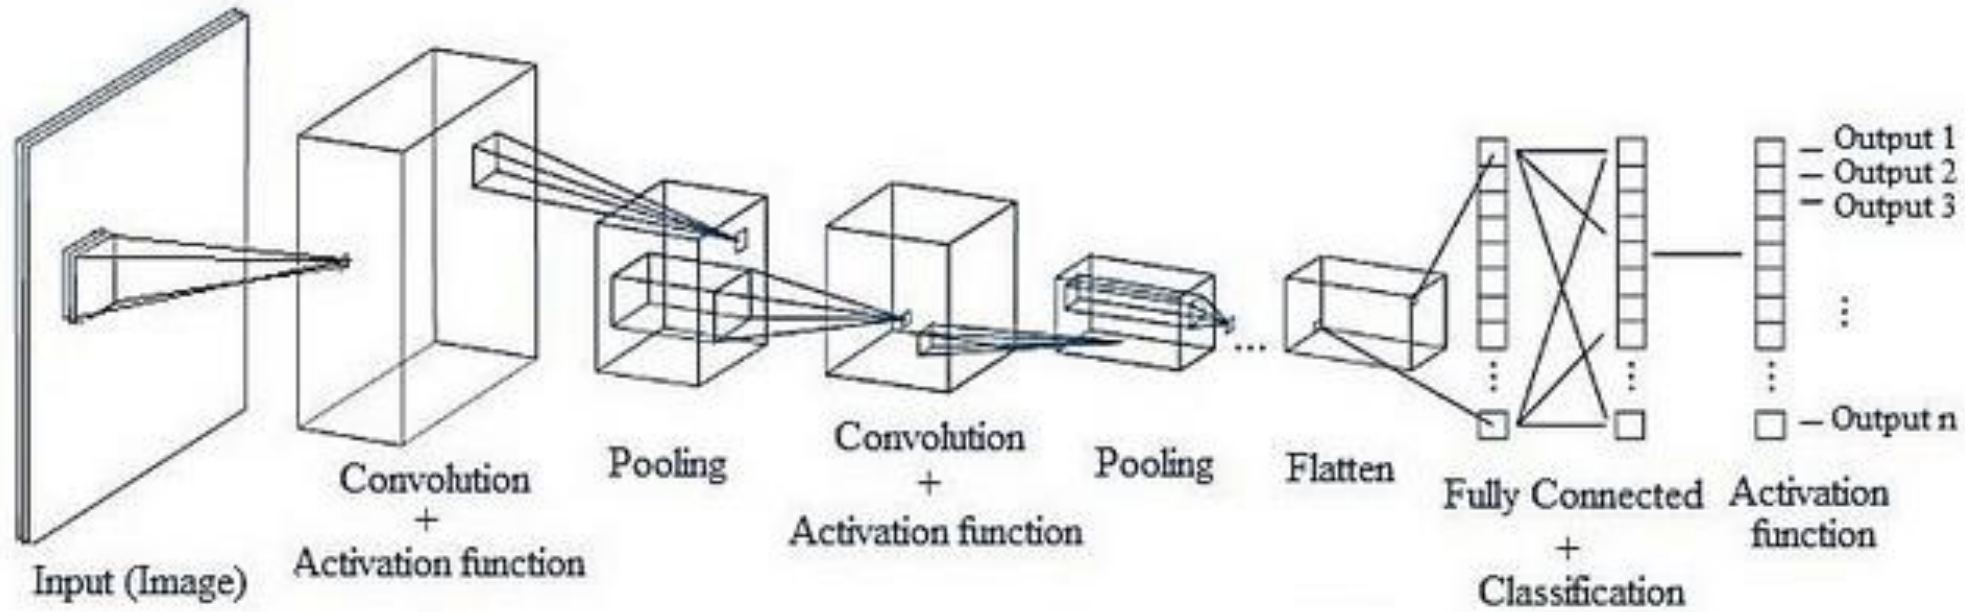 Input (Image)
Convolution
+
Activation function
Pooling
Convolution
+
Activation function
Pooling
Flatten
Fully Connected
+
Classification
Activation
function
Output 1
Output 2
Output 3
Output n